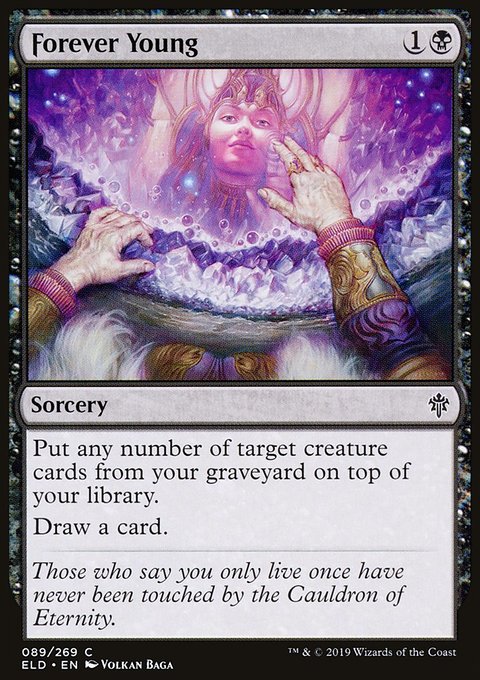 Forever Young 1
Sorcery
Put any number of target creature
cards from your graveyard on top of
your library.
Draw a card.
Those who say you only live once have
never been touched by the Cauldron of
Eternity.
089/269 C
ELD • EN Volkan Baga
™ & © 2019 Wizards of the Coast